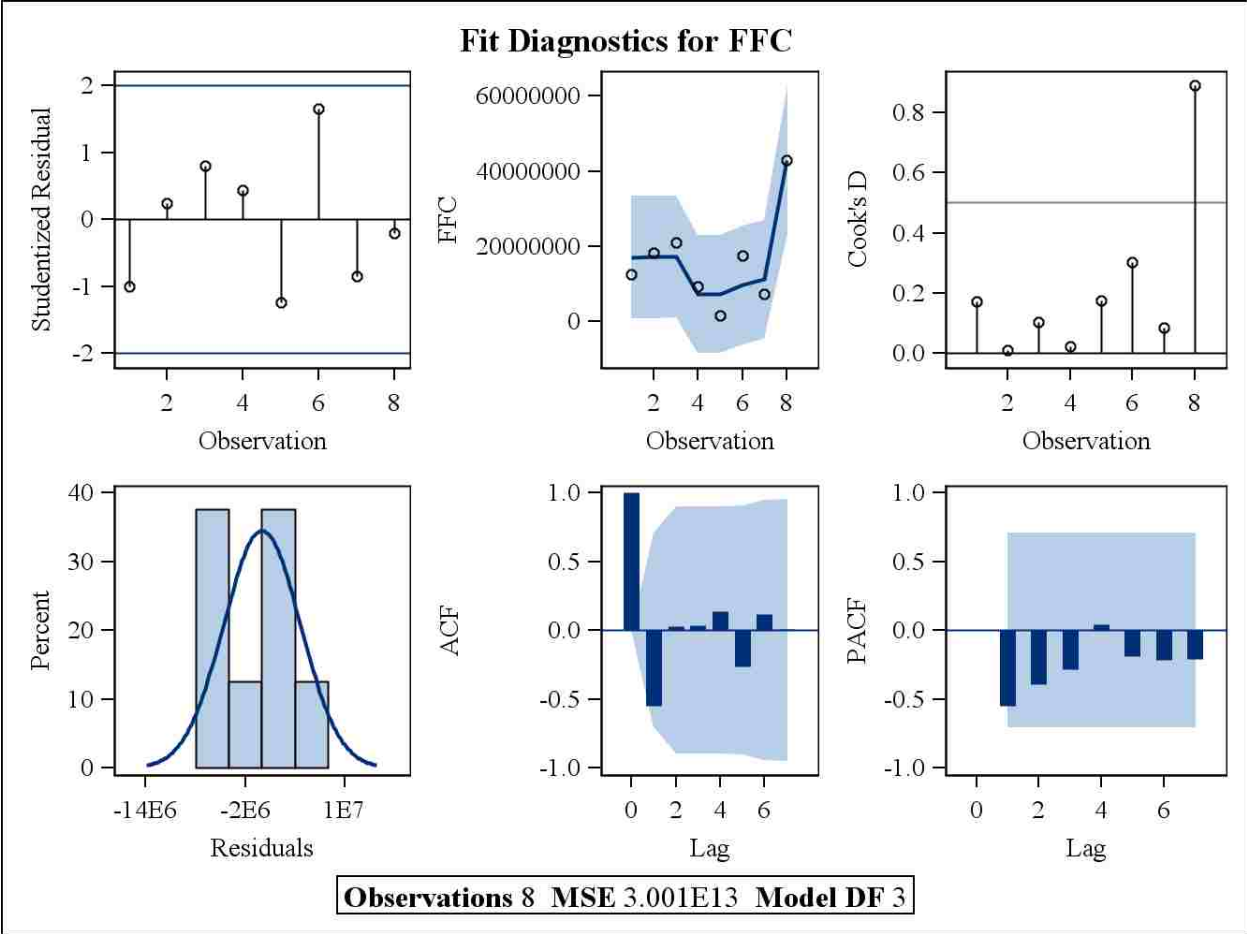 Fit Diagnostics for FFC
Studentized Residual
2
1
0
-1
-2
2 4 6 8
Observation
FFC
60000000
40000000
20000000
0
2 4 6 8
Observation
Cook's D
0.8
0.6
0.4
0.2
0.0
2 4 6 8
Observation
Percent
40
30
20
10
0
-14E6 -2E6 1E7
Residuals
ACF
1.0
0.5
0.0
-0.5
-1.0
0 2 4 6
Lag
PACF
1.0
0.5
0.0
-0.5
-1.0
0 2 4 6
Lag
Observations 8 MSE 3.001E13 Model DF 3